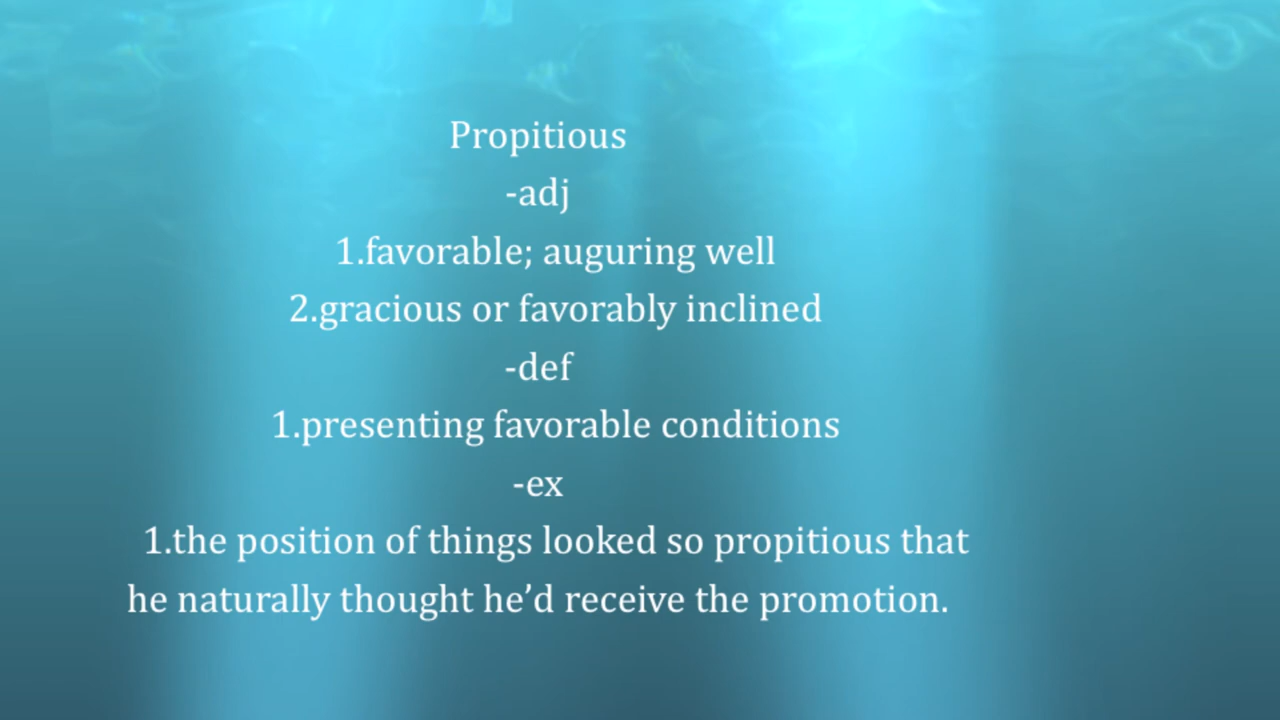 Propitious
-adj
1.favorable; auguring well
2.gracious or favorably inclined
-def
1.presenting favorable conditions
-ex
1.the position of things looked so propitious that
he naturally thought he’d receive the promotion.